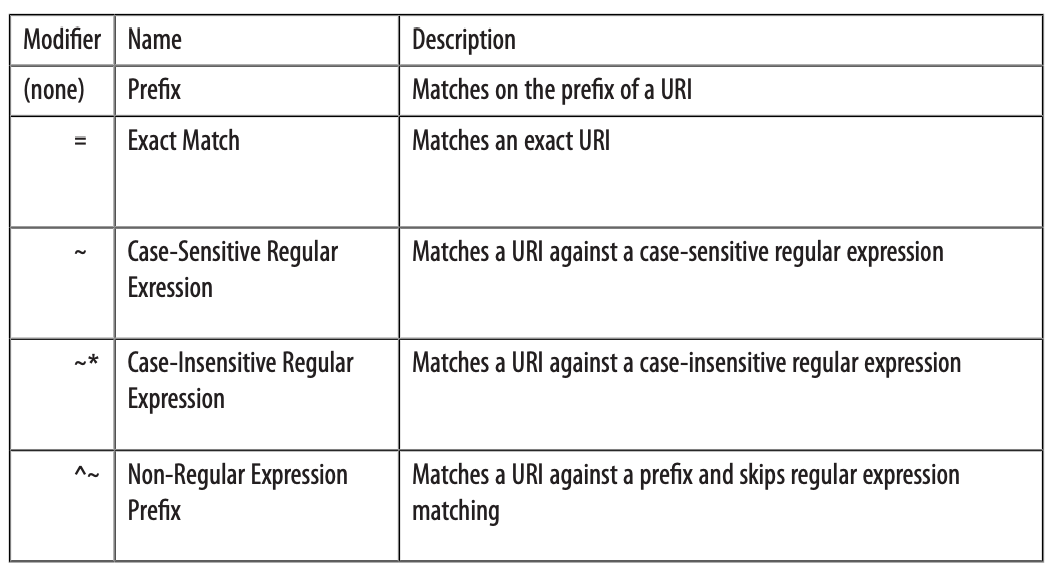 Modifier Name Description
(none) Prefix Matches on the prefix of a URI
= Exact Match Matches an exact URI
~ Case-Sensitive Regular Matches a URI against a case-sensitive regular expression
Exression
~* Case-Insensitive Regular Matches a URI against a case-insensitive regular expression
Expression
^~ Non-Regular Expression Matches a URI against a prefix and skips regular expression
Prefix matching